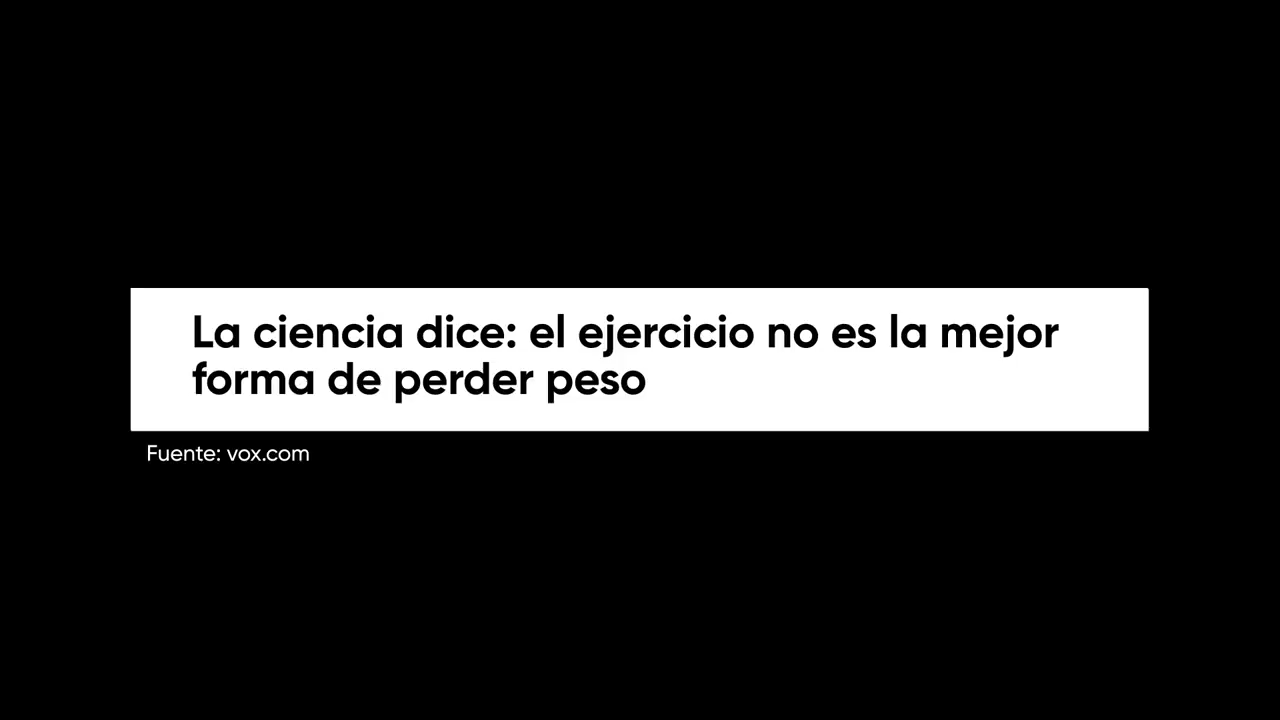 La ciencia dice: el ejercicio no es la mejor
forma de perder peso
Fuente: vox.com